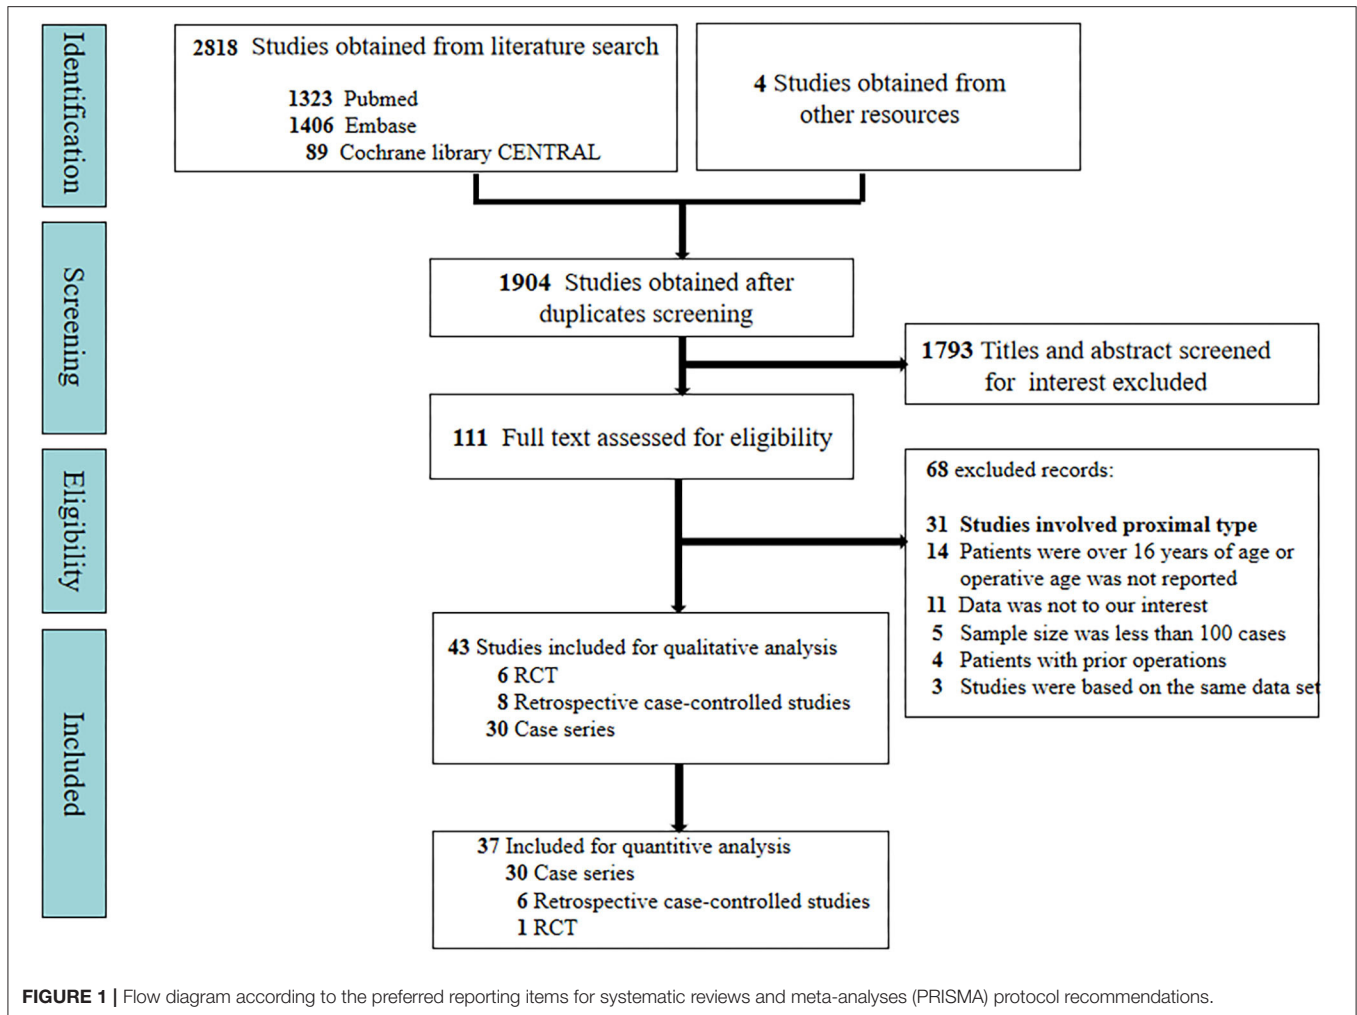 Identification
2818 Studies obtained from literature search
1323 Pubmed
1406 Embase
89 Cochrane library CENTRAL
4 Studies obtained from
other resources
Screening
1904 Studies obtained after
duplicates screening
1793 Titles and abstract screened
for interest excluded
111 Full text assessed for eligibility
Eligibility
68 excluded records:
31 Studies involved proximal type
14 Patients were over 16 years of age or
operative age was not reported
11 Data was not to our interest
5 Sample size was less than 100 cases
4 Patients with prior operations
3 Studies were based on the same data set
Included
43 Studies included for qualitative analysis
6 RCT
8 Retrospective case-controlled studies
30 Case series
37 Included for quantitive analysis
30 Case series
6 Retrospective case-controlled studies
1 RCT
FIGURE 1 | Flow diagram according to the preferred reporting items for systematic reviews and meta-analyses (PRISMA) protocol recommendations.